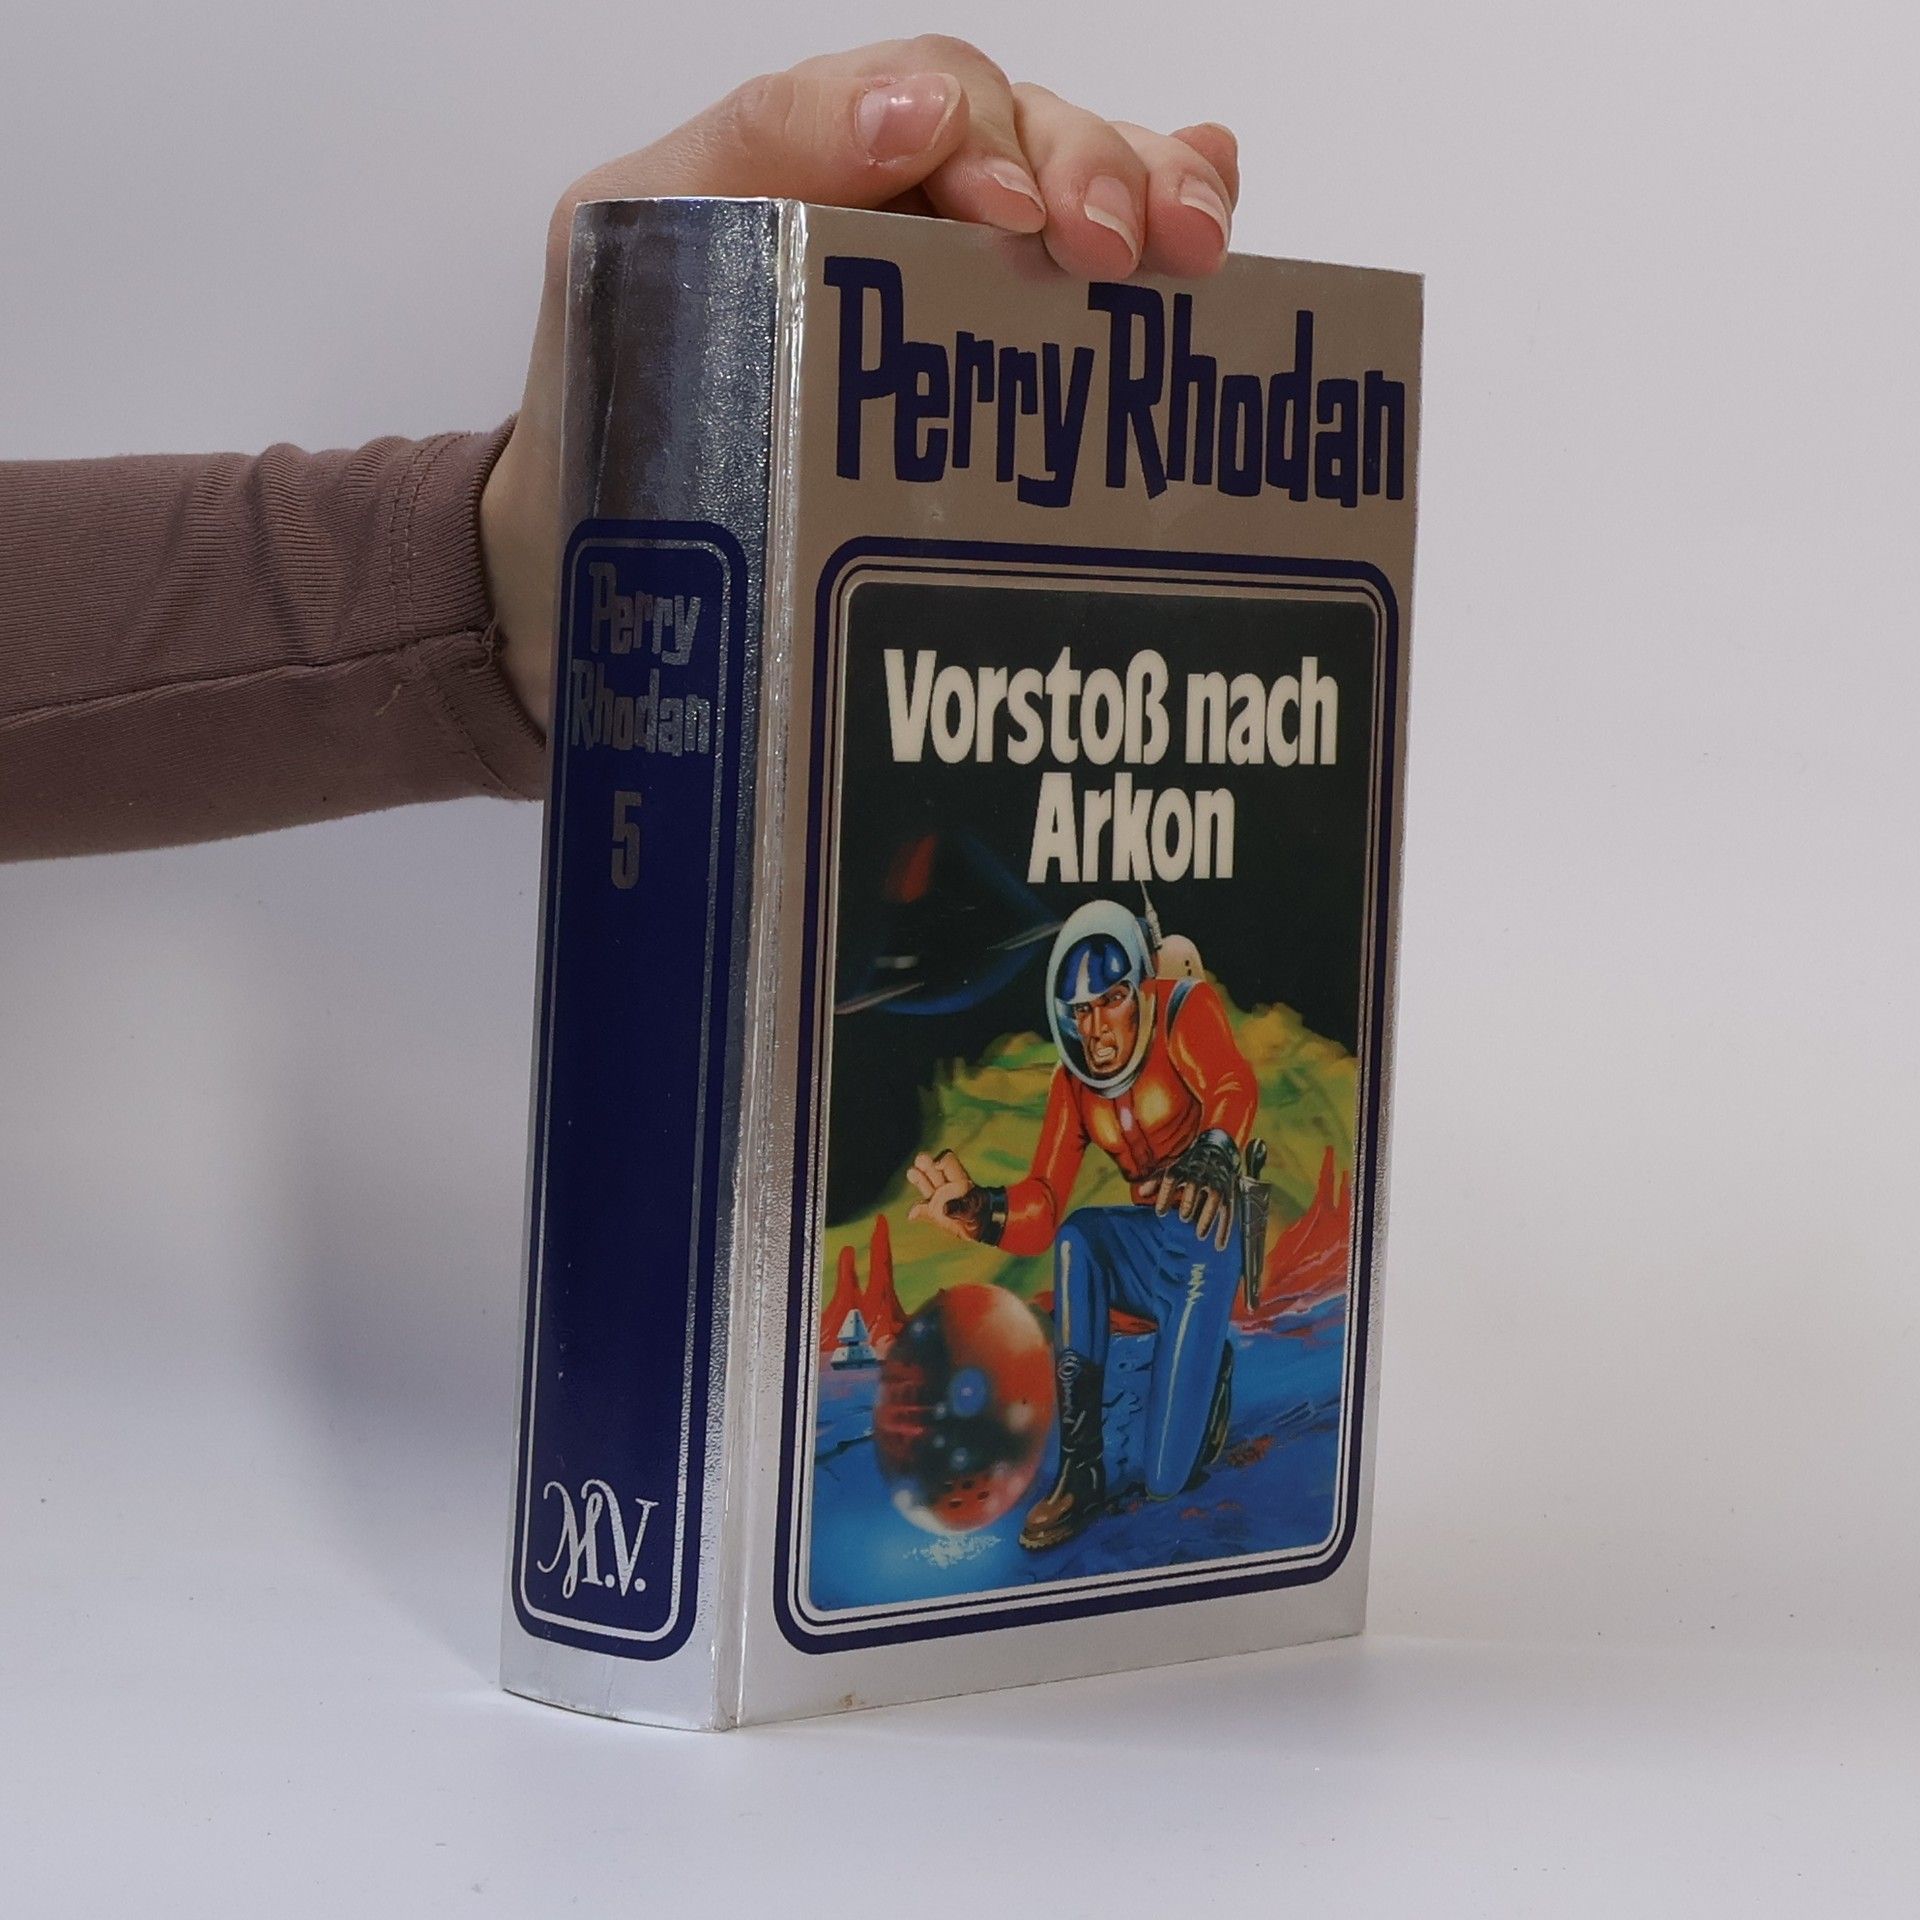 Perry Rhodan
Vorstoß nach
Arkon
Perry
Rhodan
5
M.V.